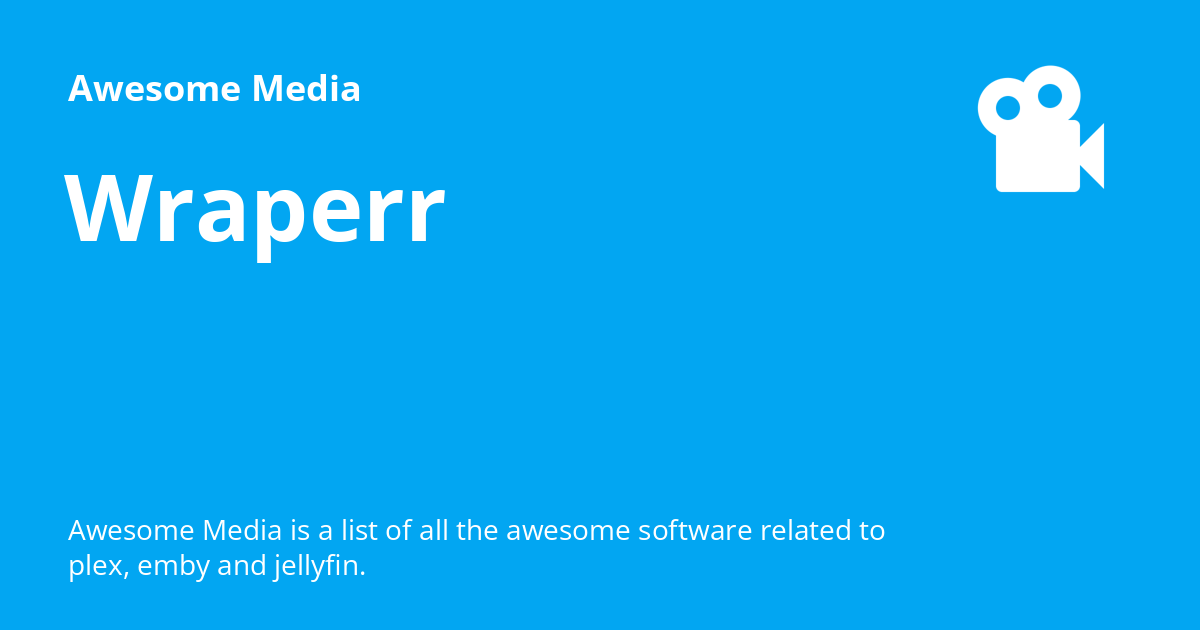 Awesome Media
Wraperr
Awesome Media is a list of all the awesome software related to
plex, emby and jellyfin.